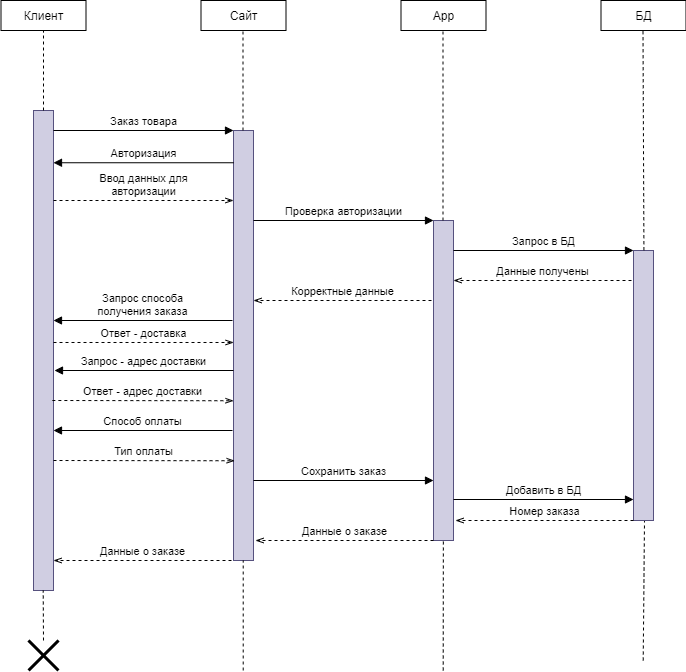 Клиент
Сайт
App
БД
Заказ товара
Авторизация
Ввод данных для
авторизации
Проверка авторизации
Запрос в БД
Данные получены
Корректные данные
Запрос способа
получения заказа
Ответ - доставка
Запрос - адрес доставки
Ответ - адрес доставки
Способ оплаты
Тип оплаты
Сохранить заказ
Добавить в БД
Номер заказа
Данные о заказе
Данные о заказе